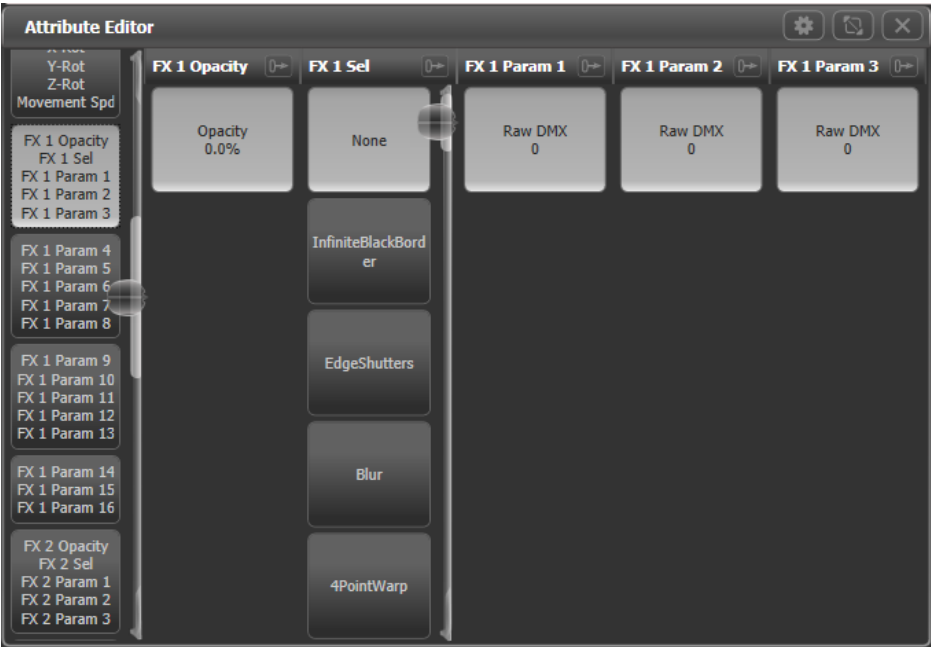 Attribute Editor
X-Rot
Y-Rot
Z-Rot
Movement Spd
FX 1 Opacity
FX 1 Sel
FX 1 Param 1
FX 1 Param 2
FX 1 Param 3
FX 1 Param 4
FX 1 Param 5
FX 1 Param 6
FX 1 Param 7
FX 1 Param 8
FX 1 Param 9
FX 1 Param 10
FX 1 Param 11
FX 1 Param 12
FX 1 Param 13
FX 1 Param 14
FX 1 Param 15
FX 1 Param 16
FX 2 Opacity
FX 2 Sel
FX 2 Param 1
FX 2 Param 2
FX 2 Param 3
FX 1 Opacity
Opacity
0.0%
FX 1 Sel
None
InfiniteBlackBord
er
EdgeShutters
Blur
4PointWarp
FX 1 Param 1
Raw DMX
0
FX 1 Param 2
Raw DMX
0
FX 1 Param 3
Raw DMX
0